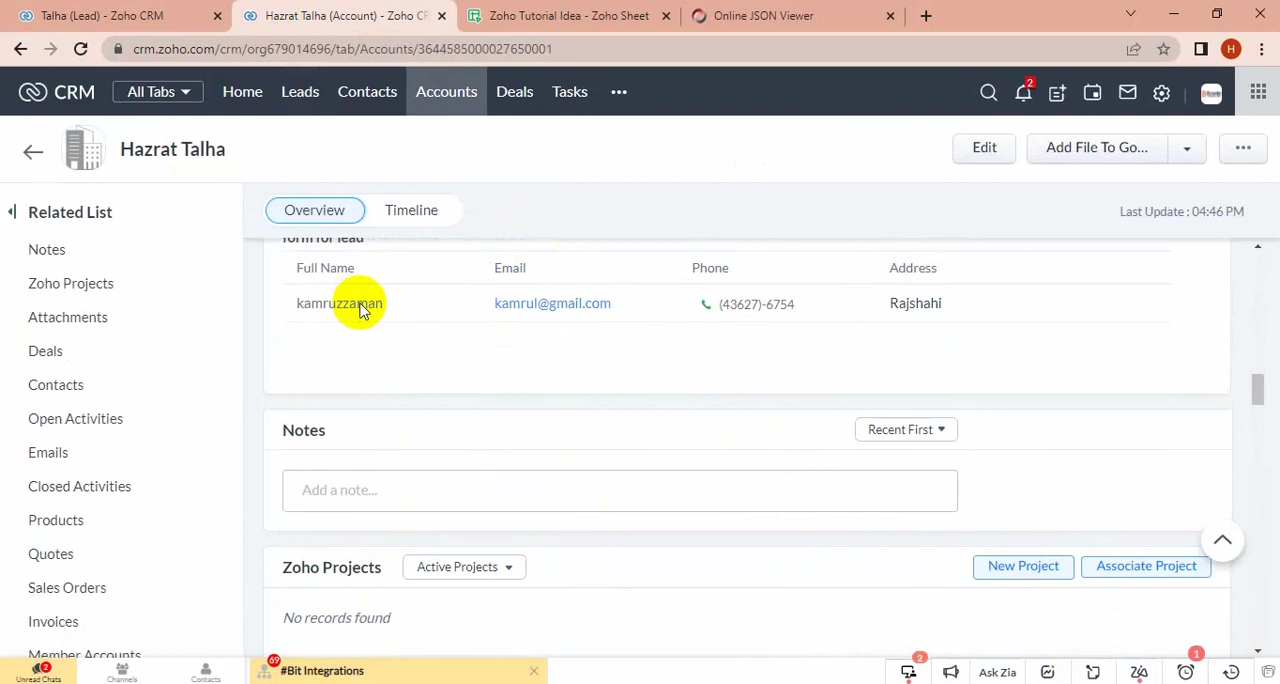 Talha (Lead) - Zoho CRM
Hazrat Talha (Account) - Zoho C
Zoho Tutorial Idea - Zoho Sheet
Online JSON Viewer
crm.zoho.com/crm/org679014696/tab/Accounts/3644585000027650001
H
CRM
All Tabs
Home
Leads
Contacts
Accounts
Deals
Tasks
2
Hazrat Talha
Edit
Add File To Go...
Related List
Overview
Timeline
Last Update : 04:46 PM
Notes
Zoho Projects
Attachments
Deals
Contacts
Open Activities
Emails
Closed Activities
Products
Quotes
Sales Orders
Invoices
Member Accounts
form for lead
Full Name Email Phone Address
kamruzzaman kamrul@gmail.com (43627)-6754 Rajshahi
Notes
Recent First
Add a note...
Zoho Projects
Active Projects
New Project
Associate Project
No records found
2
Unread Chats
Channels
Contacts
69
#Bit Integrations
2
Ask Zia
1